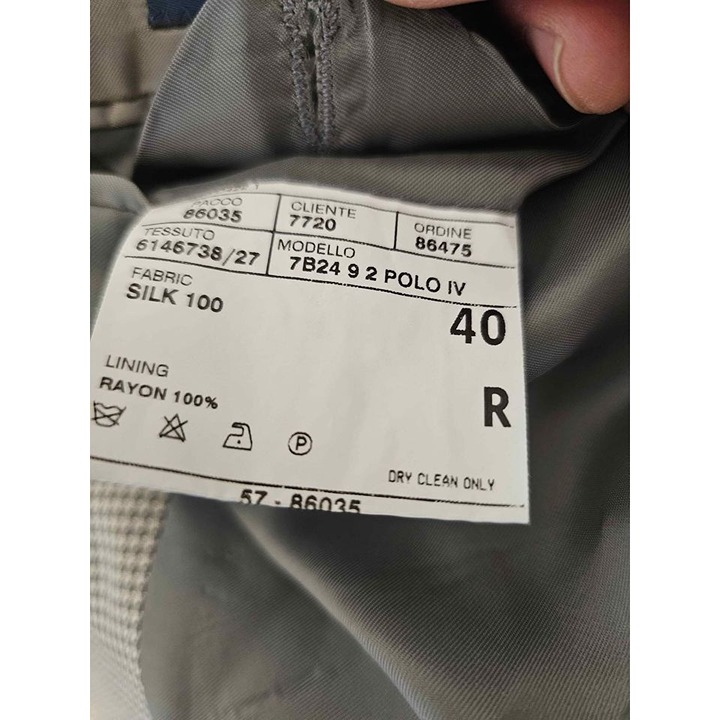 PACCO
86035
CLIENTE
7720
ORDINE
86475
TESSUTO
6146738/27
MODELLO
7B24 9 2 POLO IV
FABRIC
SILK 100
40
LINING
RAYON 100%
R
P
DRY CLEAN ONLY
57 - 86035